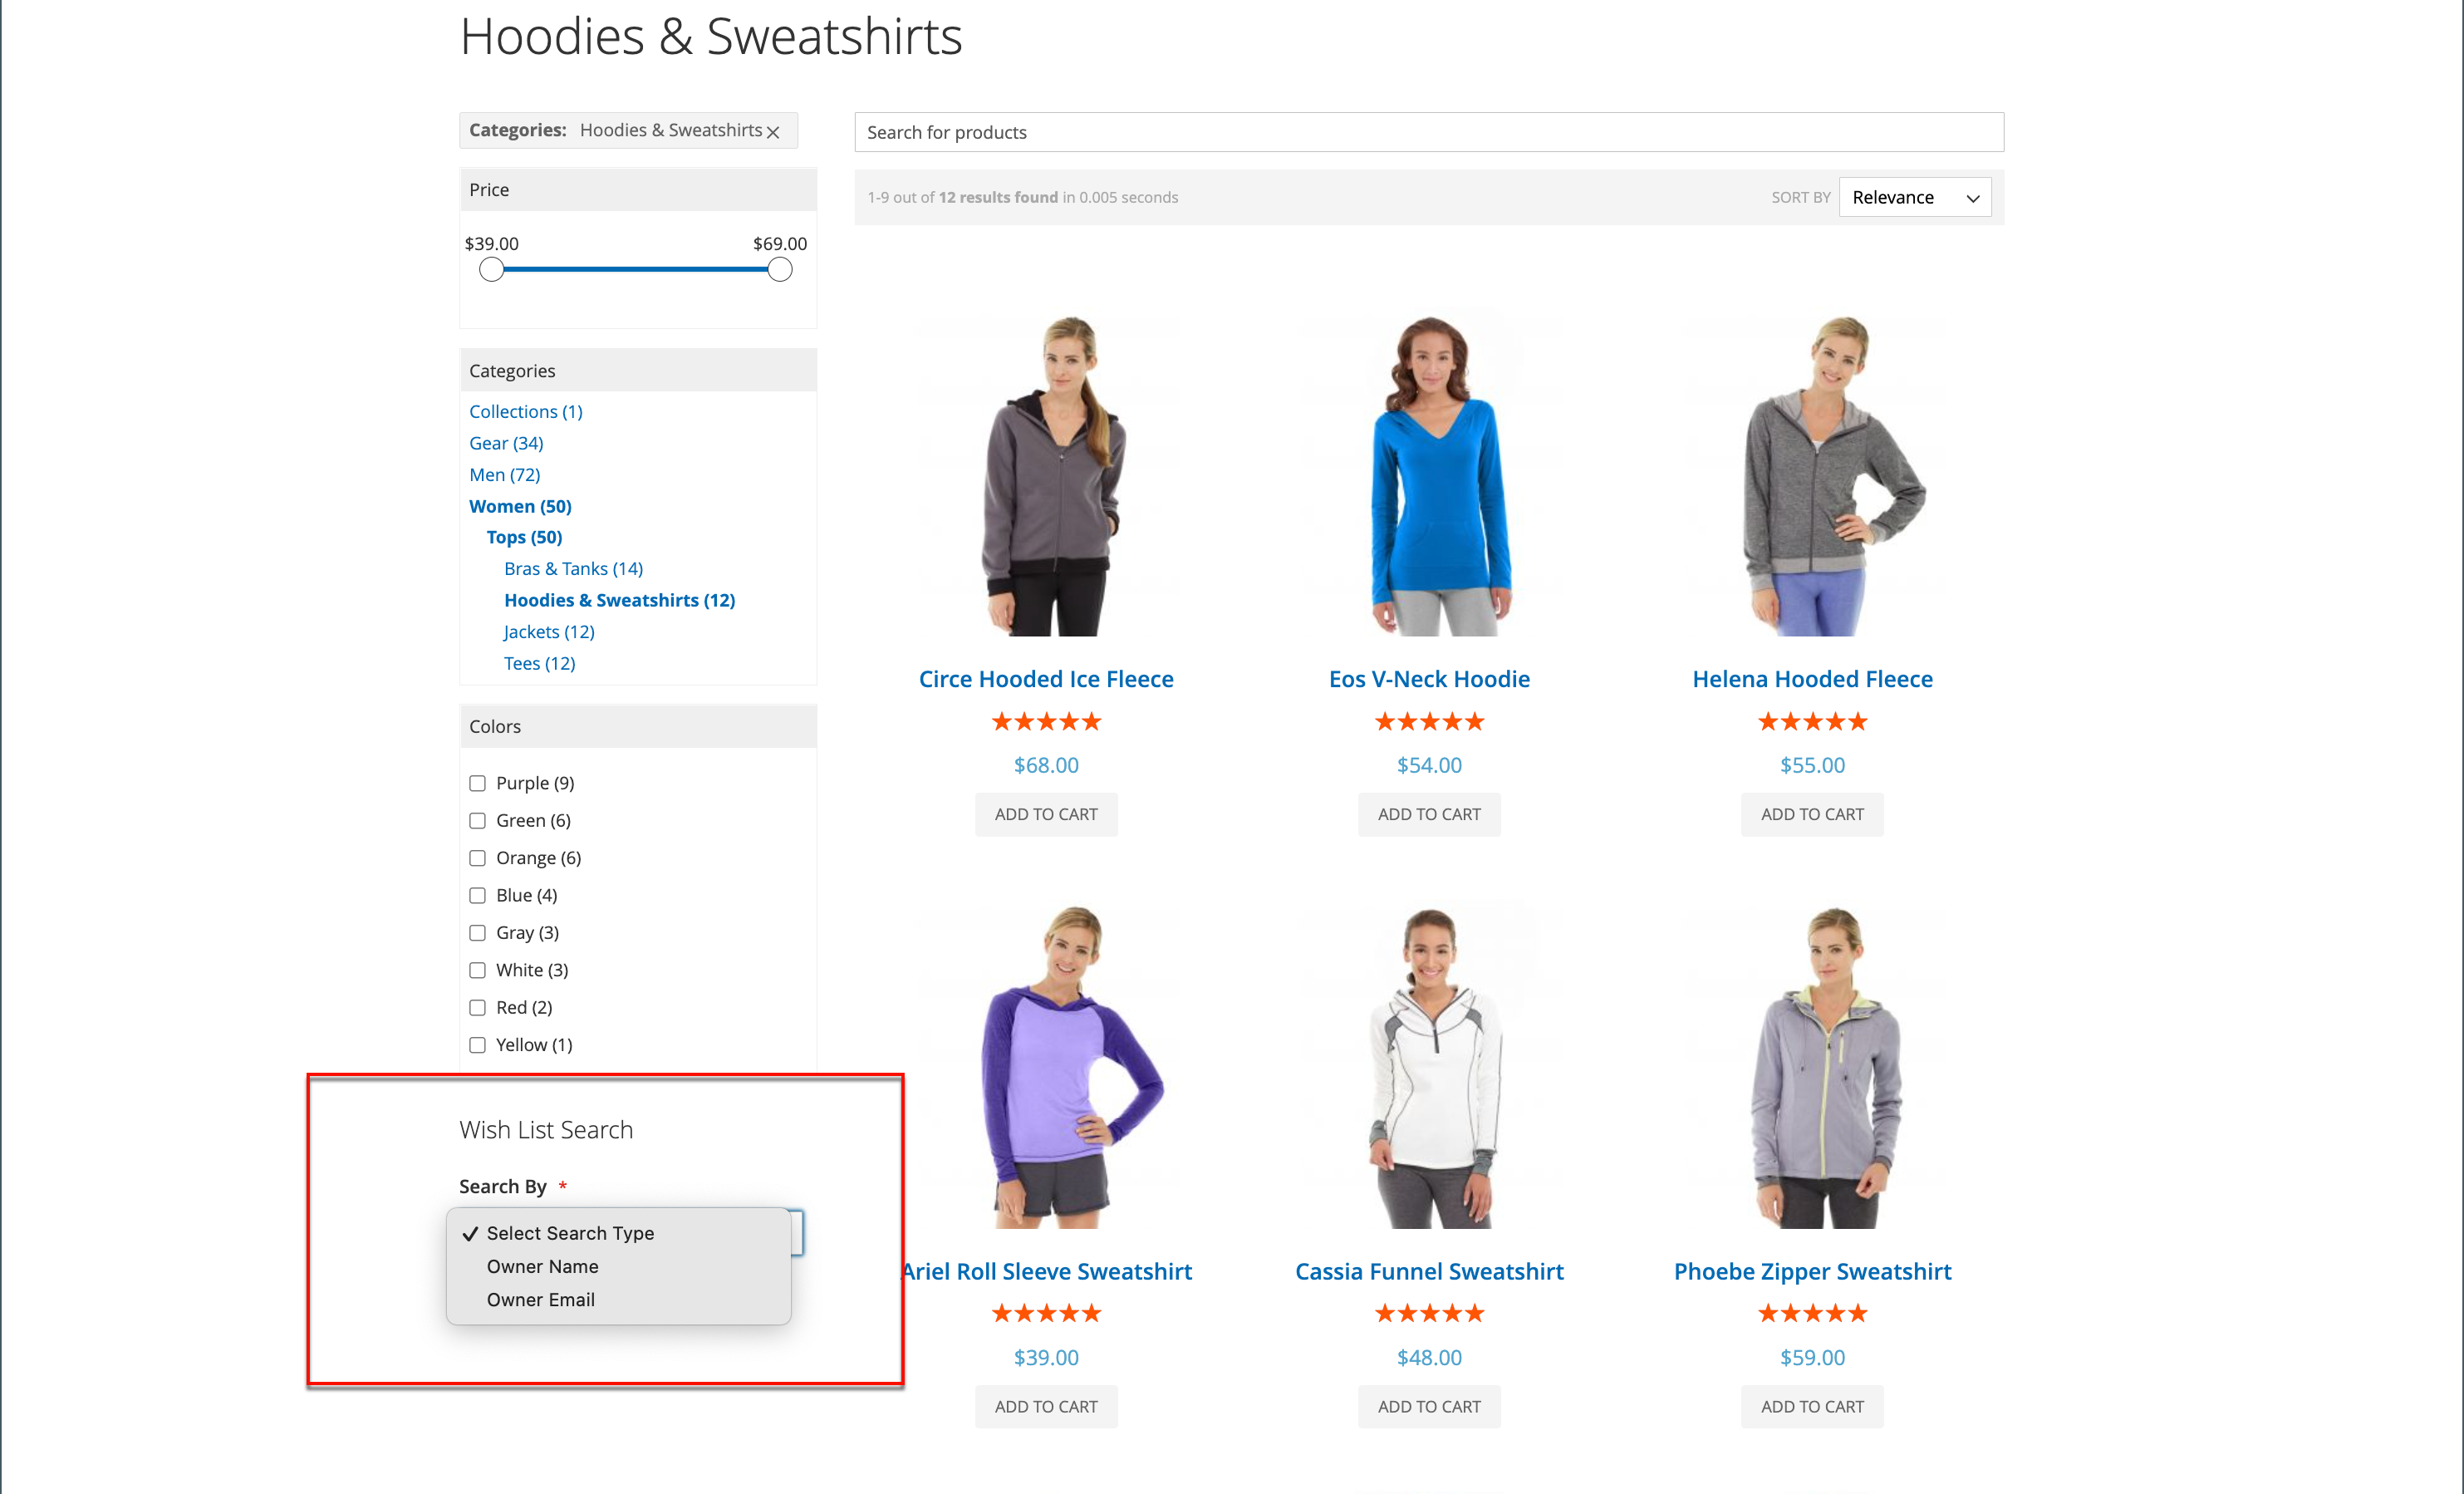 Hoodies & Sweatshirts
Categories: Hoodies & Sweatshirts
Price
$39.00 $69.00
Categories
Collections (1)
Gear (34)
Men (72)
Women (50)
Tops (50)
Bras & Tanks (14)
Hoodies & Sweatshirts (12)
Jackets (12)
Tees (12)
Colors
Purple (9)
Green (6)
Orange (6)
Blue (4)
Gray (3)
White (3)
Red (2)
Yellow (1)
Wish List Search
Search By *
Select Search Type
Owner Name
Owner Email
Search for products
1-9 out of 12 results found in 0.005 seconds
SORT BY Relevance
Circe Hooded Ice Fleece
$68.00
ADD TO CART
Eos V-Neck Hoodie
$54.00
ADD TO CART
Helena Hooded Fleece
$55.00
ADD TO CART
Ariel Roll Sleeve Sweatshirt
$39.00
ADD TO CART
Cassia Funnel Sweatshirt
$48.00
ADD TO CART
Phoebe Zipper Sweatshirt
$59.00
ADD TO CART